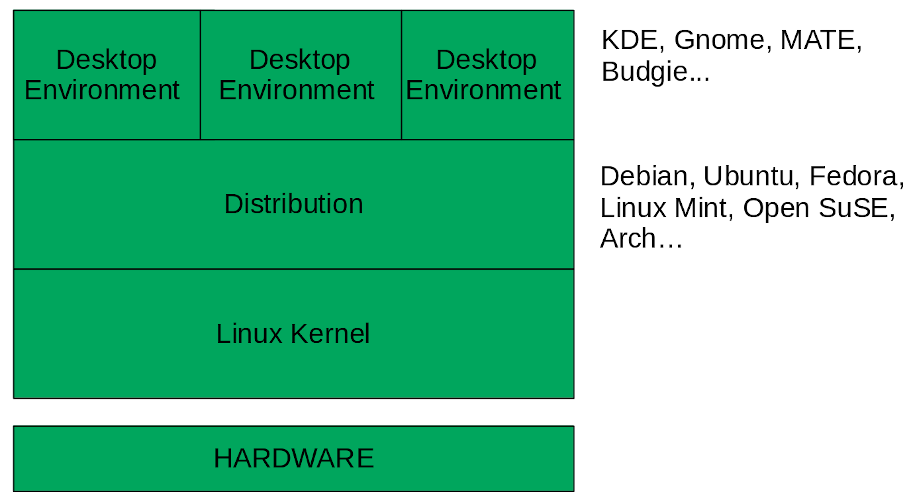 Desktop
Environment
Desktop
Environment
Desktop
Environment
KDE, Gnome, MATE,
Budgie...
Distribution
Debian, Ubuntu, Fedora,
Linux Mint, Open SuSE,
Arch…
Linux Kernel
HARDWARE